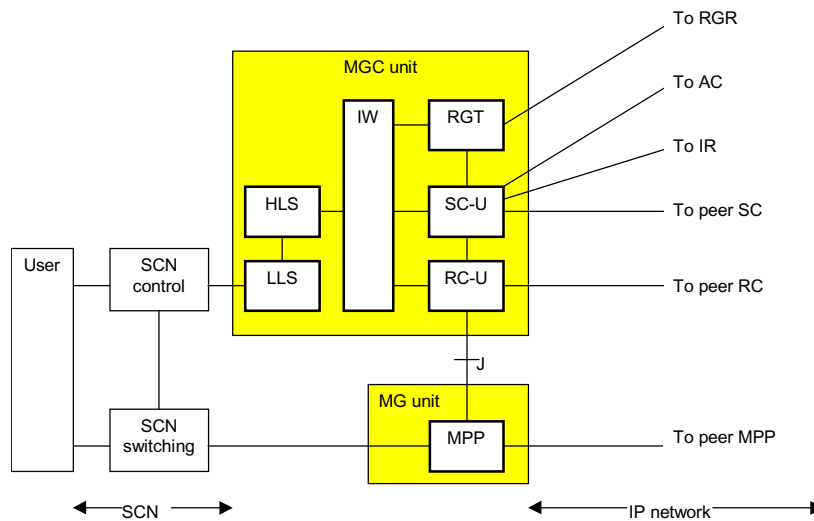 To RGR
MGC unit
To AC
IW
RGT
To IR
HLS
SC-U
To peer SC
User
SCN
control
LLS
RC-U
To peer RC
J
MG unit
SCN
switching
MPP
To peer MPP
SCN
IP network